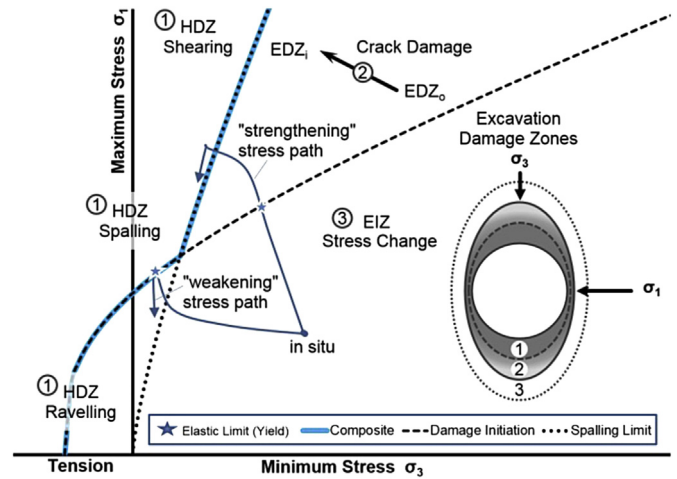 Maximum Stress σ1
① HDZ
Shearing
EDZi
Crack Damage
②
EDZo
"strengthening"
stress path
Excavation
Damage Zones
σ3
① HDZ
Spalling
③ EIZ
Stress Change
"weakening"
stress path
σ1
in situ
1
2
3
① HDZ
Ravelling
Elastic Limit (Yield) Composite Damage Initiation Spalling Limit
Tension Minimum Stress σ3